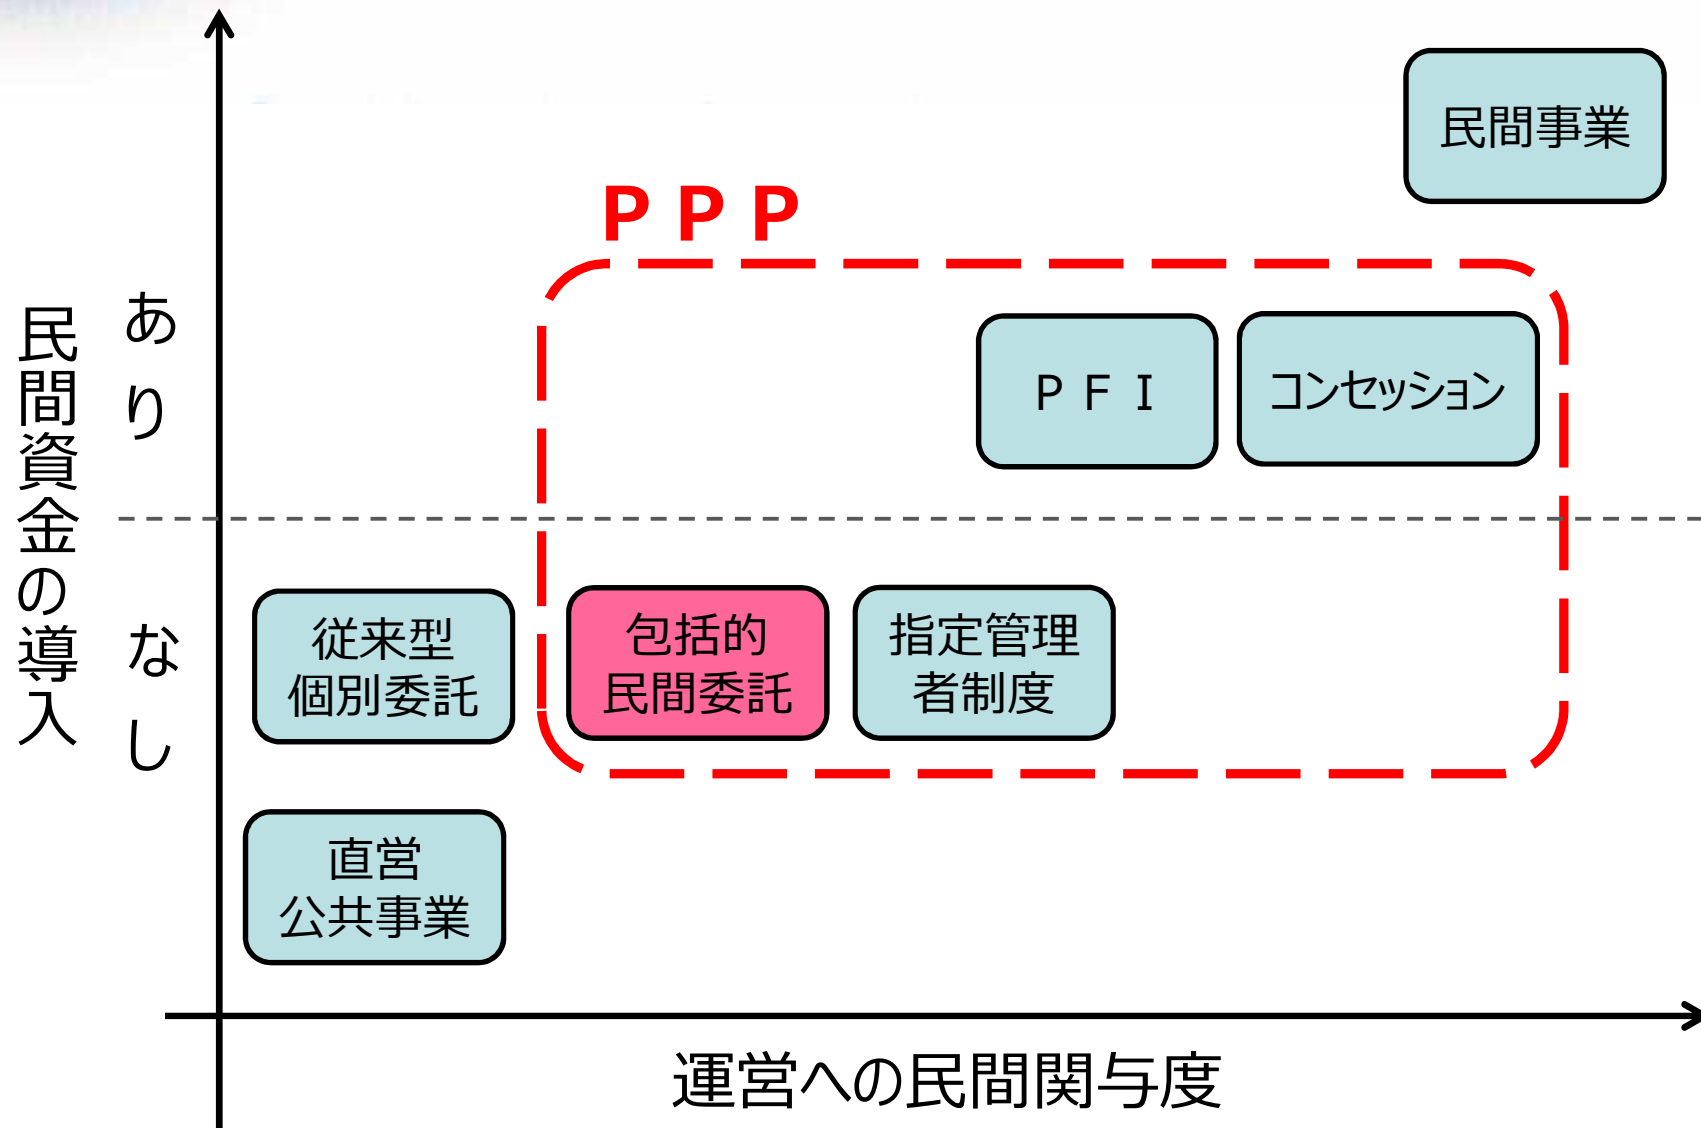 民間事業
ＰＰＰ
民間資金の導入
あり
ＰＦＩ
コンセッション
なし
従来型
個別委託
包括的
民間委託
指定管理
者制度
直営
公共事業
運営への民間関与度